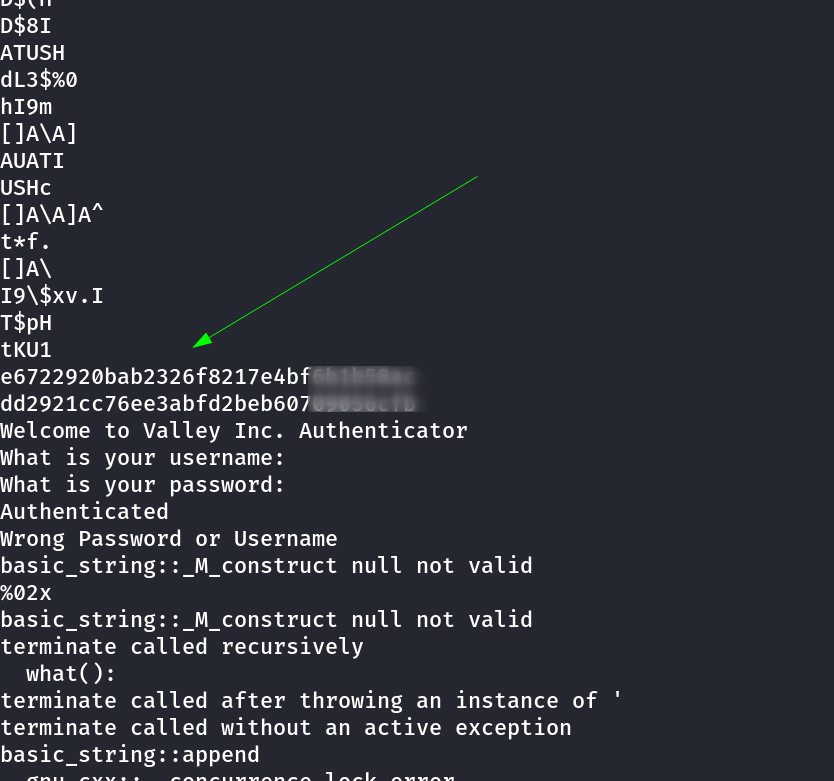 D$8I
ATUSH
dL3$%0
hI9m
[]A\A]
AUATI
USHc
[]A\A]A^
t*f.
[]A\
I9\$xv.I
T$pH
tKU1
e6722920bab2326f8217e4bf
dd2921cc76ee3abfd2beb607
Welcome to Valley Inc. Authenticator
What is your username:
What is your password:
Authenticated
Wrong Password or Username
basic_string::_M_construct null not valid
%02x
basic_string::_M_construct null not valid
terminate called recursively
  what():
terminate called after throwing an instance of '
terminate called without an active exception
basic_string::append